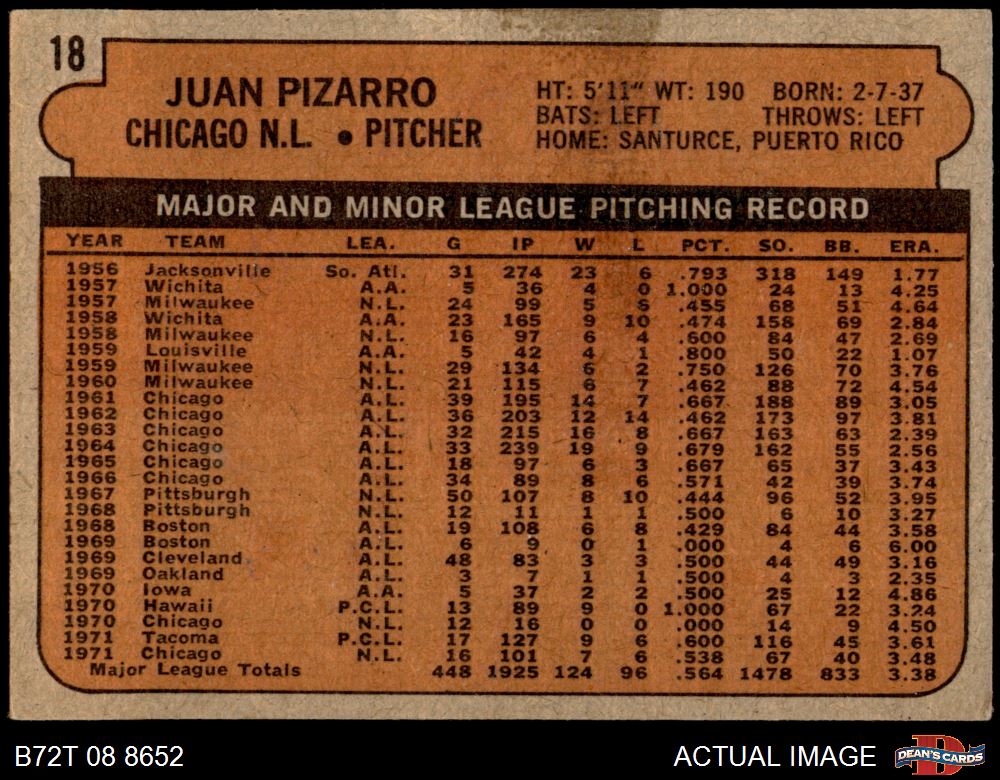 18
JUAN PIZARRO
CHICAGO N.L. • PITCHER
HT: 5'11" WT: 190 BORN: 2-7-37
BATS: LEFT THROWS: LEFT
HOME: SANTURCE, PUERTO RICO
MAJOR AND MINOR LEAGUE PITCHING RECORD
YEAR TEAM LEA. G IP W L PCT. SO. BB. ERA.
1956 Jacksonville So. Atl. 31 274 23 6 .793 318 149 1.77
1957 Wichita A.A. 5 36 4 0 1.000 24 13 4.25
1957 Milwaukee N.L. 24 99 5 6 .455 68 51 4.64
1958 Wichita A.A. 23 165 9 10 .474 158 69 2.84
1958 Milwaukee N.L. 16 97 6 4 .600 84 47 2.69
1959 Louisville A.A. 5 42 4 1 .800 50 22 1.07
1959 Milwaukee N.L. 29 134 6 2 .750 126 70 3.76
1960 Milwaukee N.L. 21 115 6 7 .462 88 72 4.54
1961 Chicago A.L. 39 195 14 7 .667 188 89 3.05
1962 Chicago A.L. 36 203 12 14 .462 173 97 3.81
1963 Chicago A.L. 32 215 16 8 .667 163 63 2.39
1964 Chicago A.L. 33 239 19 9 .679 162 55 2.56
1965 Chicago A.L. 18 97 6 3 .667 65 37 3.43
1966 Chicago A.L. 34 89 8 6 .571 42 39 3.74
1967 Pittsburgh N.L. 50 107 8 10 .444 96 52 3.95
1968 Pittsburgh N.L. 12 11 1 1 .500 6 10 3.27
1968 Boston A.L. 19 108 6 8 .429 84 44 3.58
1969 Boston A.L. 6 9 0 1 .000 4 6 6.00
1969 Cleveland A.L. 48 83 3 3 .500 44 49 3.16
1969 Oakland A.L. 3 7 1 1 .500 4 3 2.35
1970 Iowa A.A. 5 37 2 2 .500 25 12 4.86
1970 Hawaii P.C.L. 13 89 9 0 1.000 67 22 3.24
1970 Chicago N.L. 12 16 0 0 .000 14 9 4.50
1971 Tacoma P.C.L. 17 127 9 6 .600 116 45 3.61
1971 Chicago N.L. 16 101 7 6 .538 67 40 3.48
Major League Totals 448 1925 124 96 .564 1478 833 3.38
B72T 08 8652 ACTUAL IMAGE DEAN'S CARDS